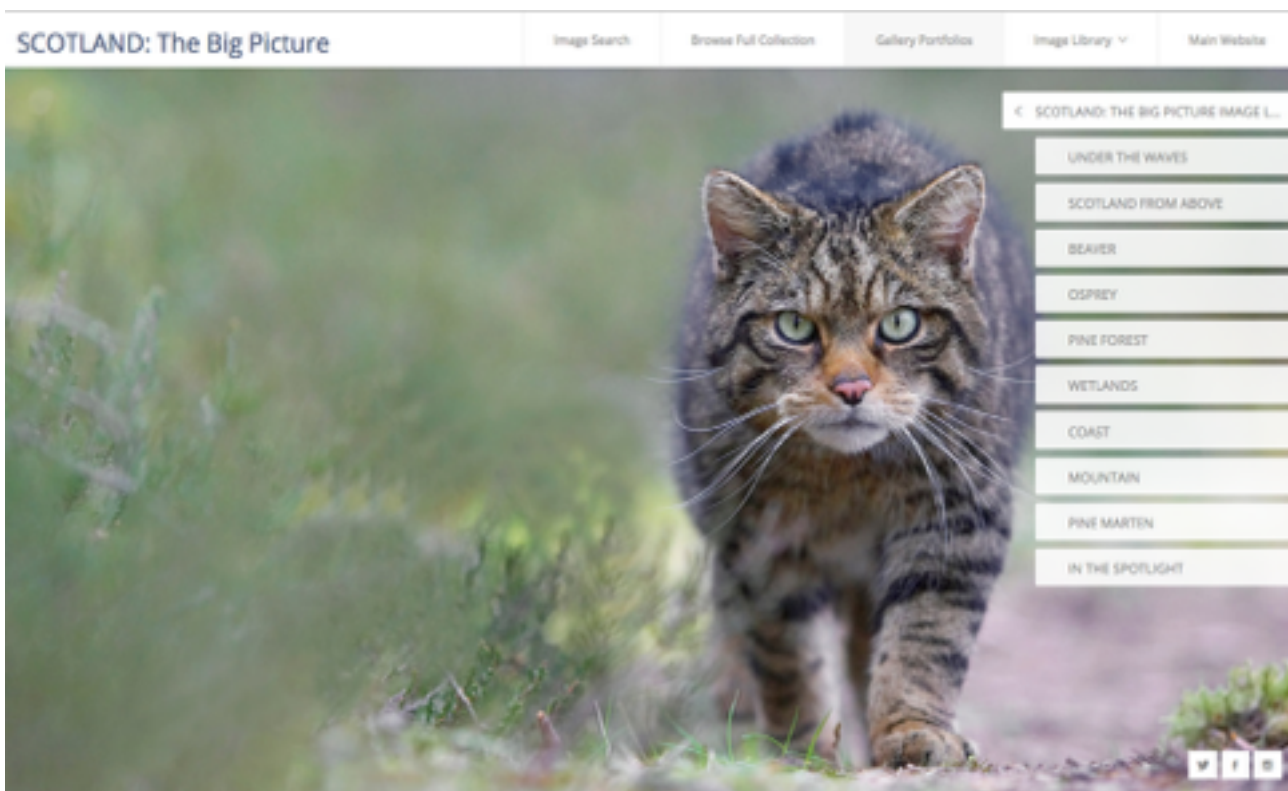 SCOTLAND: The Big Picture
Image Search
Browse Full Collection
Gallery Portfolios
Image Library
Main Website
SCOTLAND: THE BIG PICTURE IMAGE L...
UNDER THE WAVES
SCOTLAND FROM ABOVE
BEAVER
OSPREY
PINE FOREST
WETLANDS
COAST
MOUNTAIN
PINE MARTEN
IN THE SPOTLIGHT